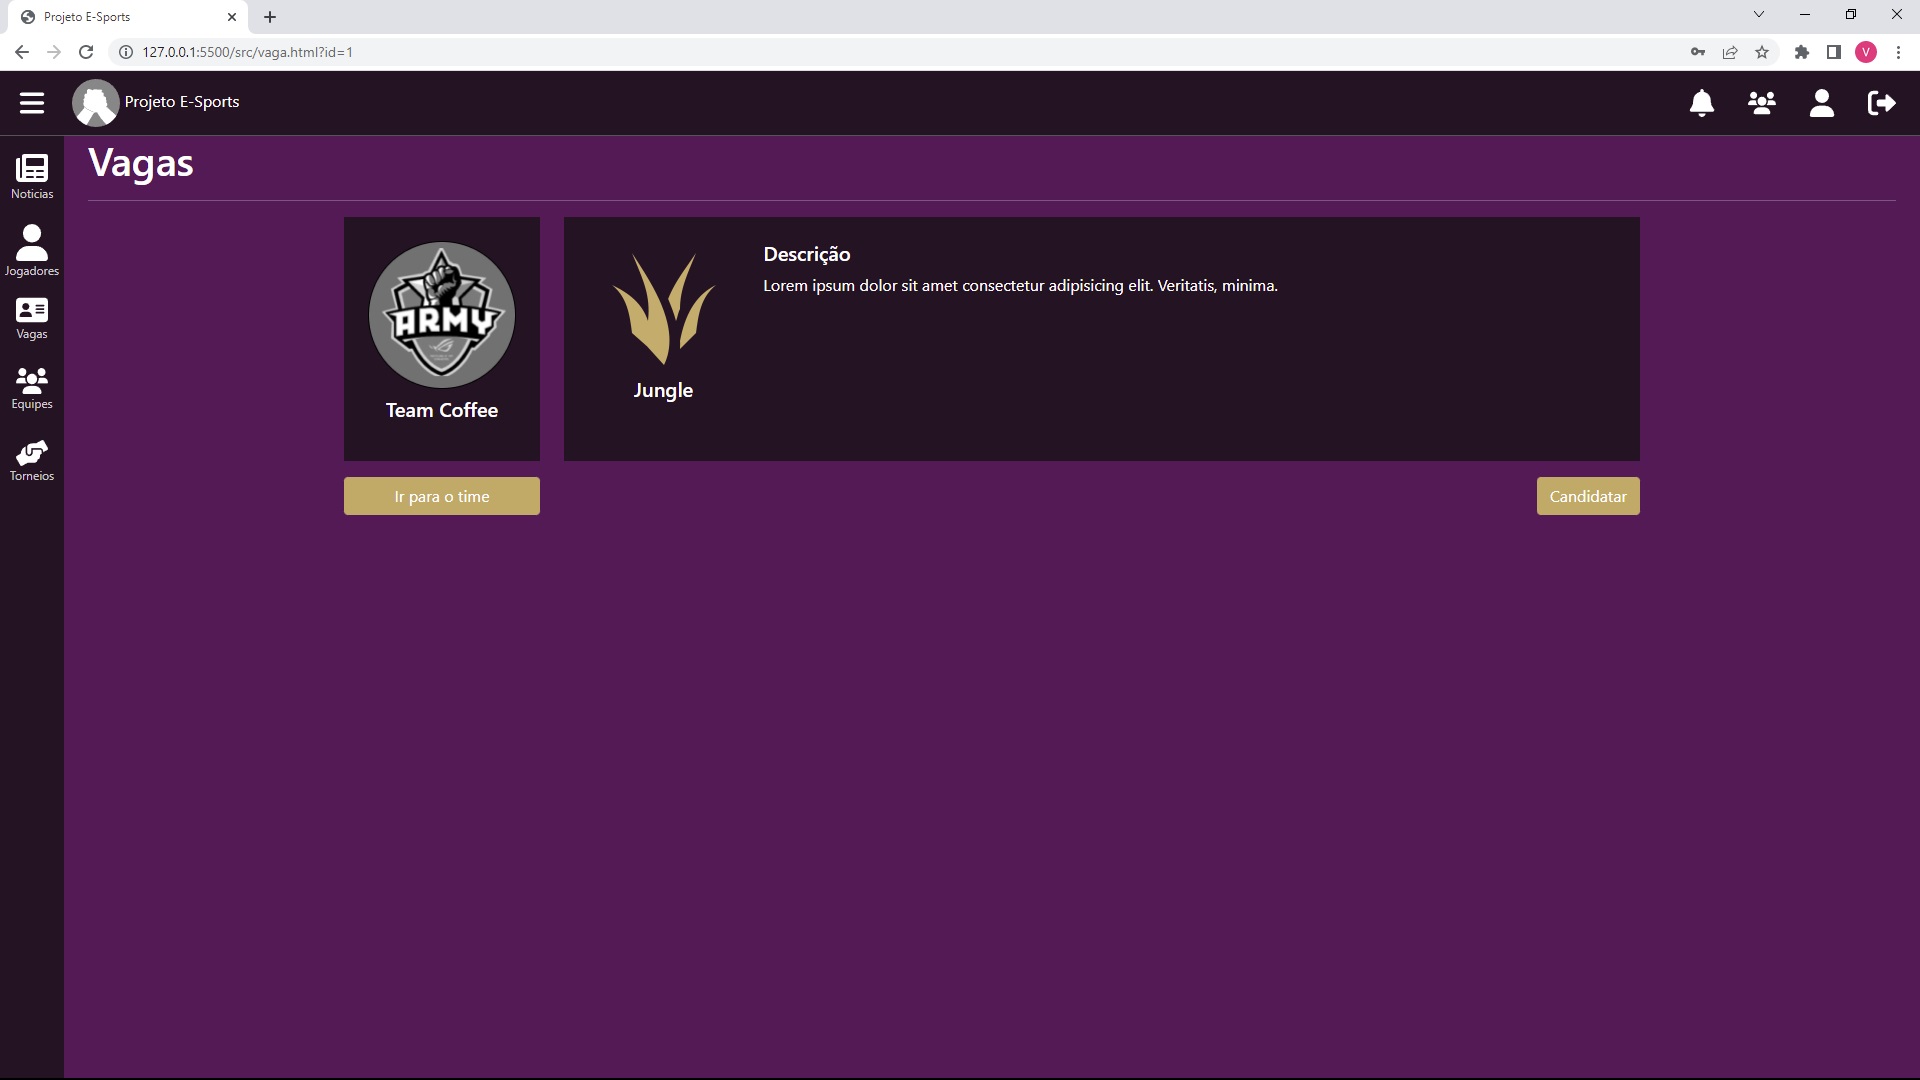 Projeto E-Sports
127.0.0.1:5500/src/vaga.html?id=1
V
Projeto E-Sports
Noticias
Jogadores
Vagas
Equipes
Torneios
Vagas
ARMY
Team Coffee
Jungle
Descrição
Lorem ipsum dolor sit amet consectetur adipisicing elit. Veritatis, minima.
Ir para o time
Candidatar